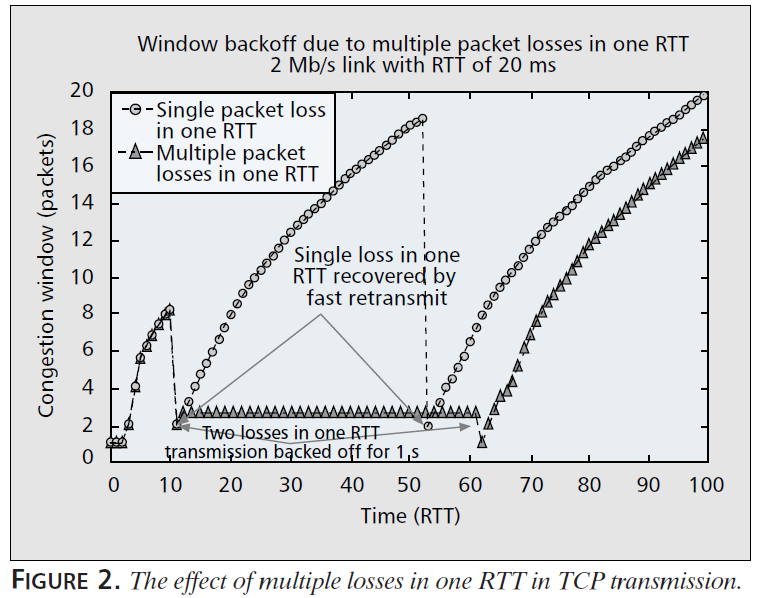 Window backoff due to multiple packet losses in one RTT
2 Mb/s link with RTT of 20 ms
Congestion window (packets)
20
18
16
14
12
10
8
6
4
2
0
Single packet loss
in one RTT
Multiple packet
losses in one RTT
Single loss in one
RTT recovered by
fast retransmit
Two losses in one RTT
transmission backed off for 1 s
0 10 20 30 40 50 60 70 80 90 100
Time (RTT)
FIGURE 2. The effect of multiple losses in one RTT in TCP transmission.